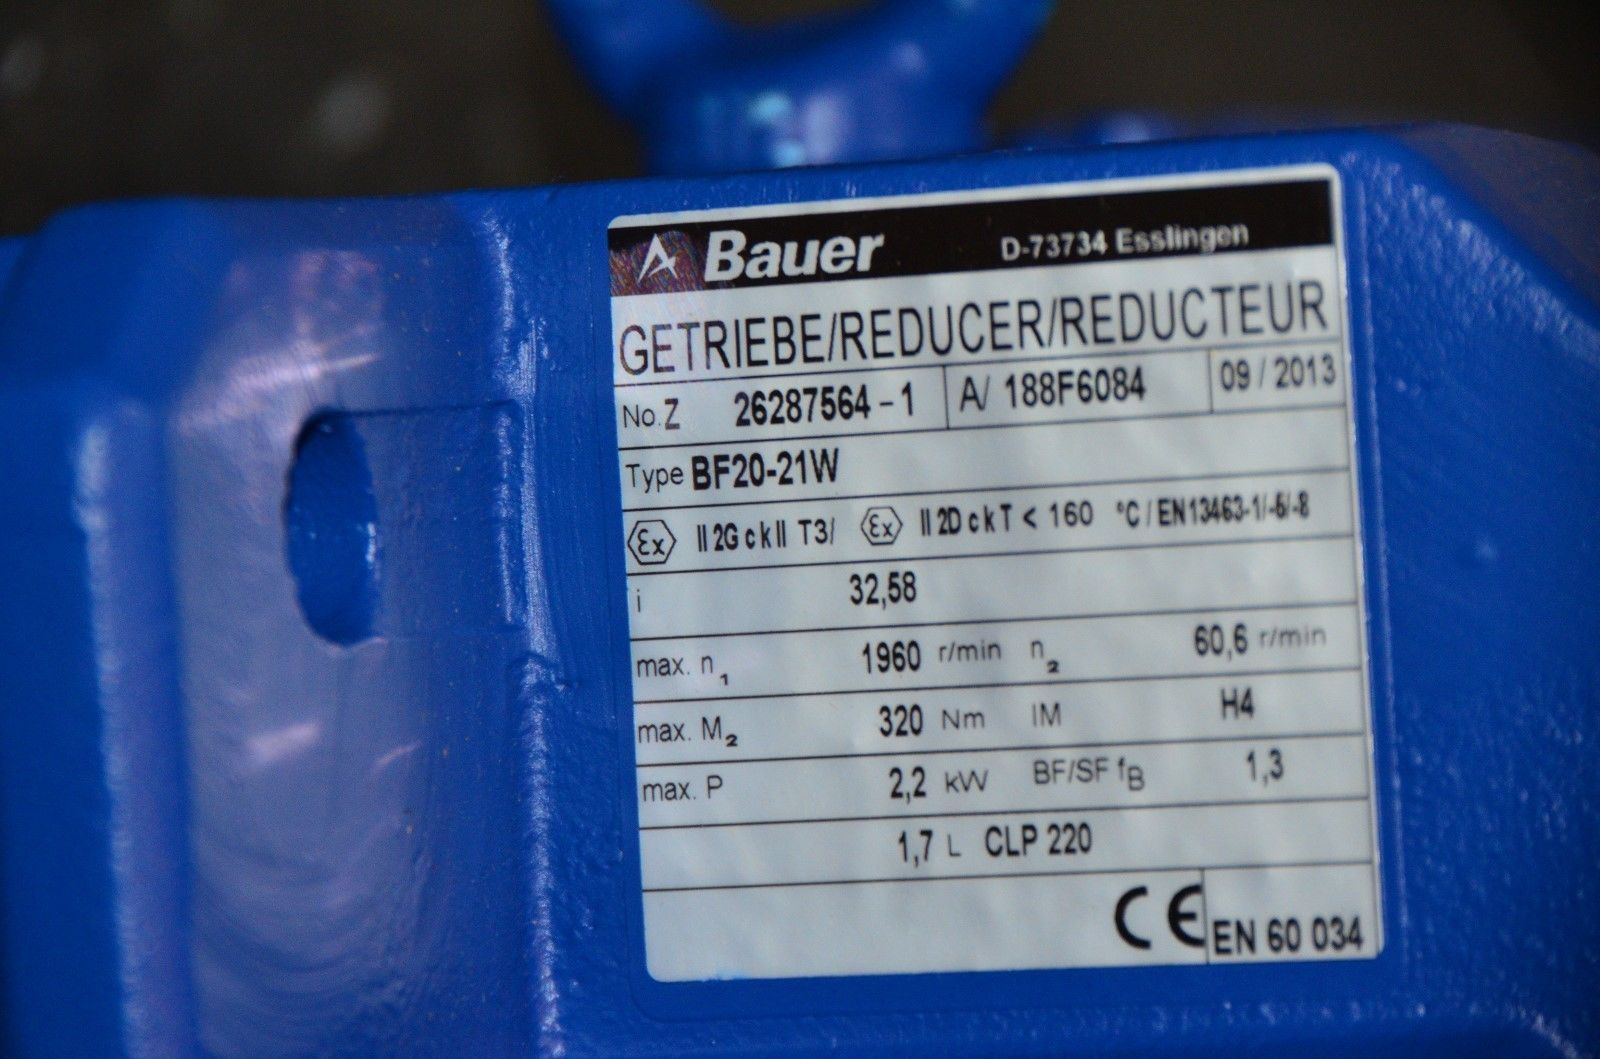 Bauer D-73734 Esslingen
GETRIEBE/REDUCER/REDUCTEUR
No. Z 26287564-1 A/ 188F6084 09/2013
Type BF20-21W
Ex II 2G c k II T3/ Ex II 2D c k T < 160 °C / EN13463-1/-5/-8
i 32,58
max. n1 1960 r/min n2 60,6 r/min
max. M2 320 Nm IM H4
max. P 2,2 kW BF/SF fB 1,3
1,7 L CLP 220
CE EN 60 034